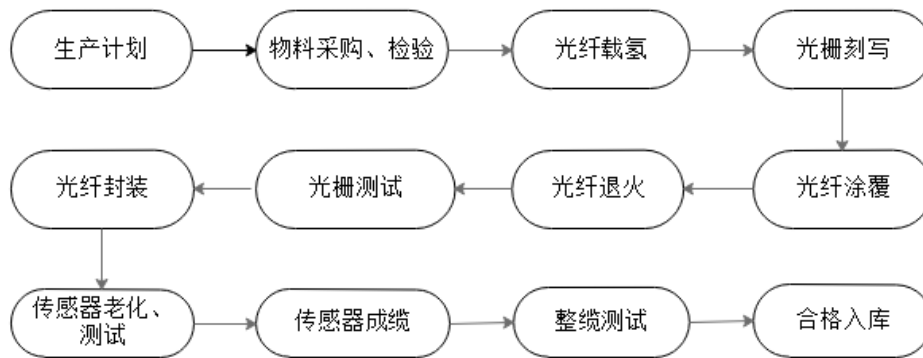 生产计划
物料采购、检验
光纤载氢
光栅刻写
光纤涂覆
光纤退火
光栅测试
光纤封装
传感器老化、
测试
传感器成缆
整缆测试
合格入库